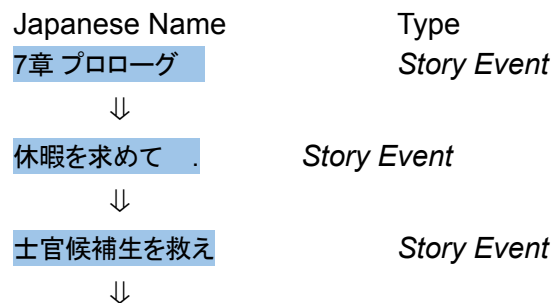 Japanese Name Type
7章 プロローグ Story Event
⇓
休暇を求めて . Story Event
⇓
士官候補生を救え Story Event
⇓